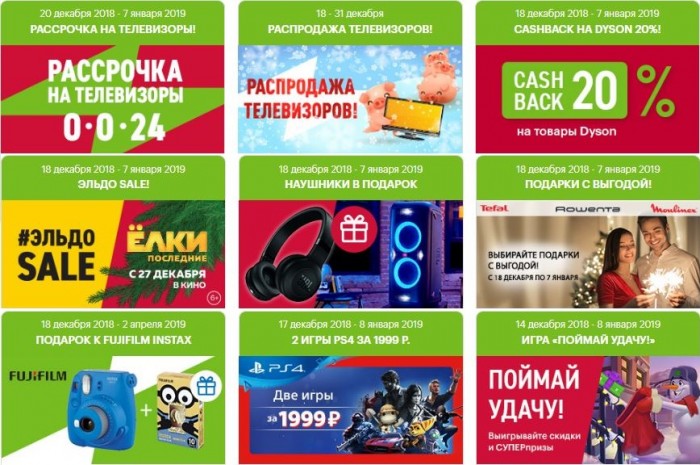 20 декабря 2018 - 7 января 2019
РАССРОЧКА НА ТЕЛЕВИЗОРЫ!
РАССРОЧКА
НА ТЕЛЕВИЗОРЫ
0·0·24
18 - 31 декабря
РАСПРОДАЖА ТЕЛЕВИЗОРОВ!
РАСПРОДАЖА
ТЕЛЕВИЗОРОВ!
18 декабря 2018 - 7 января 2019
CASHBACK НА DYSON 20%!
CASH
BACK 20 %
на товары Dyson
18 декабря 2018 - 7 января 2019
ЭЛЬДО SALE!
#ЭЛЬДО
SALE
ЁЛКИ
ПОСЛЕДНИЕ
С 27 ДЕКАБРЯ
В КИНО
6+
18 декабря 2018 - 7 января 2019
НАУШНИКИ В ПОДАРОК
JBL
18 декабря 2018 - 7 января 2019
ПОДАРКИ С ВЫГОДОЙ!
Tefal Rowenta Moulinex
ВЫБИРАЙТЕ ПОДАРКИ
С ВЫГОДОЙ!
С 18 ДЕКАБРЯ ПО 7 ЯНВАРЯ
18 декабря 2018 - 2 апреля 2019
ПОДАРОК К FUJIFILM INSTAX
FUJIFILM
+
10
17 декабря 2018 - 8 января 2019
2 ИГРЫ PS4 ЗА 1999 Р.
PS4
Две игры
за 1999₽
14 декабря 2018 - 8 января 2019
ИГРА «ПОЙМАЙ УДАЧУ!»
ПОЙМАЙ
УДАЧУ!
Выигрывайте скидки
и СУПЕРпризы